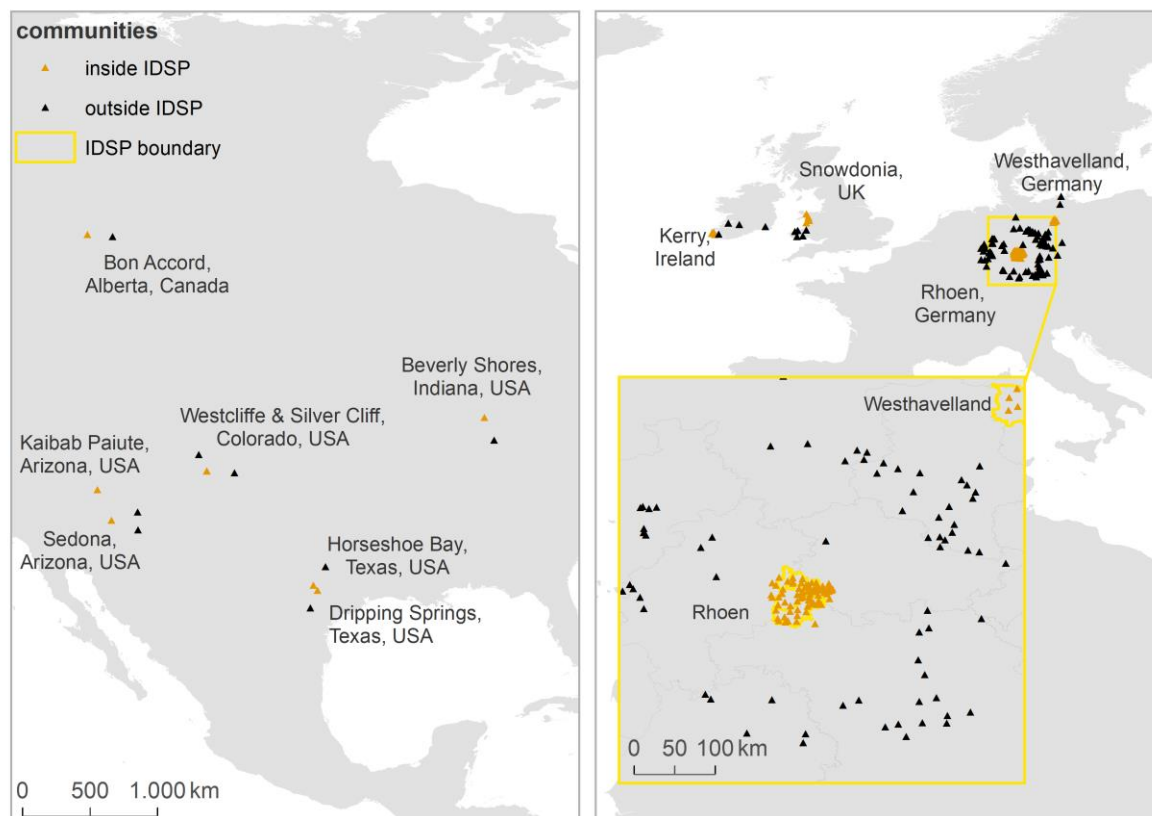 communities
inside IDSP
outside IDSP
IDSP boundary
Bon Accord,
Alberta, Canada
Beverly Shores,
Indiana, USA
Westcliffe & Silver Cliff,
Colorado, USA
Kaibab Paiute,
Arizona, USA
Sedona,
Arizona, USA
Horseshoe Bay,
Texas, USA
Dripping Springs,
Texas, USA
0 500 1.000 km
Snowdonia,
UK
Westhavelland,
Germany
Kerry,
Ireland
Rhoen,
Germany
Westhavelland
Rhoen
0 50 100 km